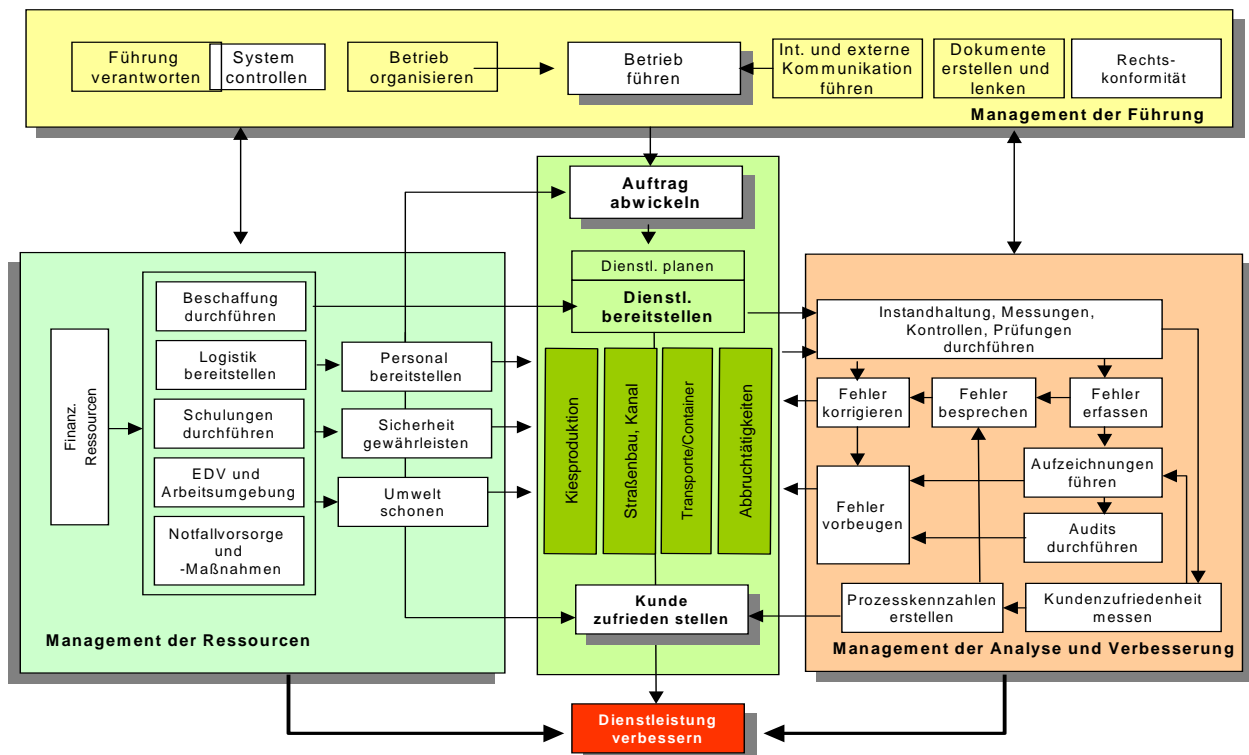 Führung
verantworten
System
controllen
Betrieb
organisieren
Betrieb
führen
Int. und externe
Kommunikation
führen
Dokumente
erstellen und
lenken
Rechts-
konformität
Management der Führung
Auftrag
abwickeln
Dienstl. planen
Dienstl.
bereitstellen
Finanz.
Ressourcen
Beschaffung
durchführen
Logistik
bereitstellen
Schulungen
durchführen
EDV und
Arbeitsumgebung
Notfallvorsorge
und
-Maßnahmen
Personal
bereitstellen
Sicherheit
gewährleisten
Umwelt
schonen
Management der Ressourcen
Kiesproduktion
Straßenbau, Kanal
Transporte/Container
Abbruchtätigkeiten
Kunde
zufrieden stellen
Instandhaltung, Messungen,
Kontrollen, Prüfungen
durchführen
Fehler
korrigieren
Fehler
besprechen
Fehler
erfassen
Aufzeichnungen
führen
Fehler
vorbeugen
Audits
durchführen
Prozesskennzahlen
erstellen
Kundenzufriedenheit
messen
Management der Analyse und Verbesserung
Dienstleistung
verbessern